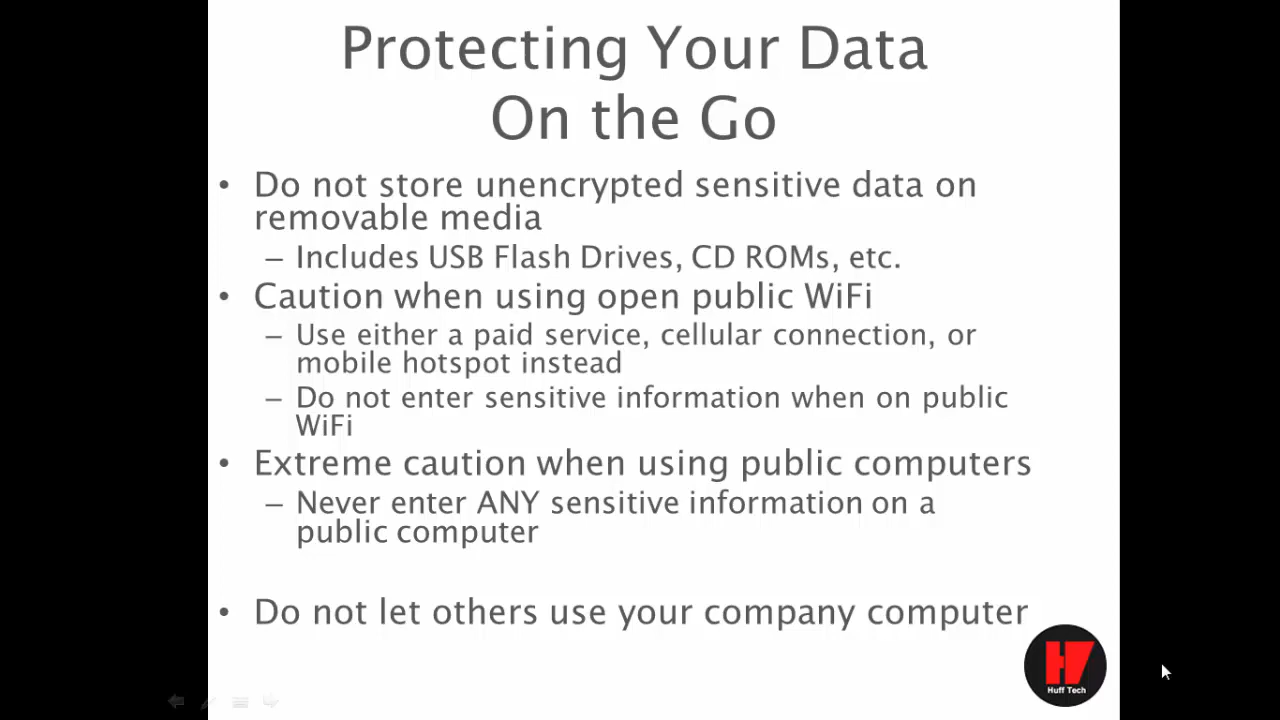 Protecting Your Data
On the Go
• Do not store unencrypted sensitive data on
removable media
– Includes USB Flash Drives, CD ROMs, etc.
• Caution when using open public WiFi
– Use either a paid service, cellular connection, or
mobile hotspot instead
– Do not enter sensitive information when on public
WiFi
• Extreme caution when using public computers
– Never enter ANY sensitive information on a
public computer
• Do not let others use your company computer
Huff Tech